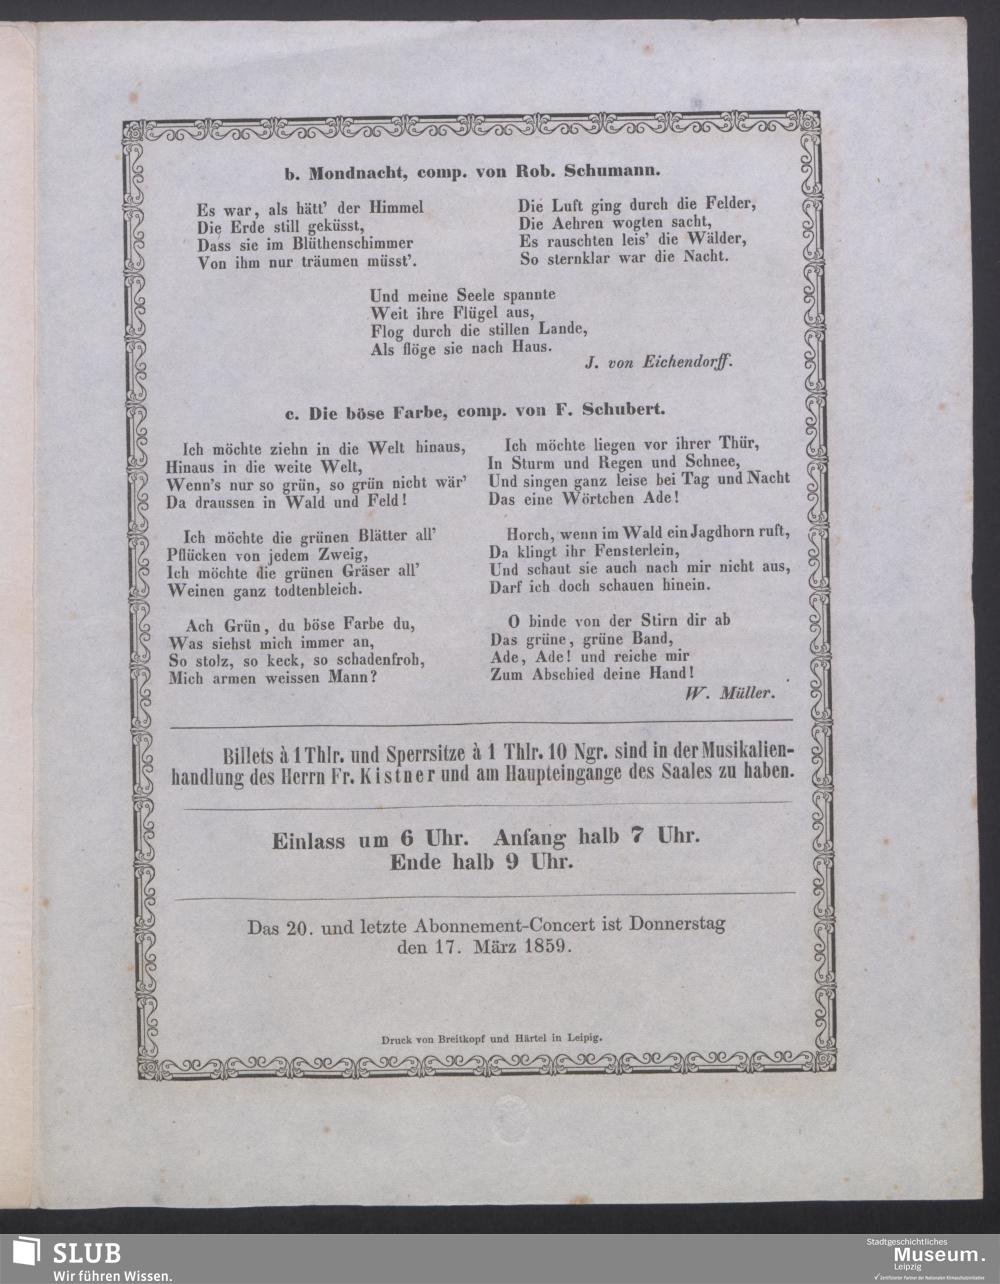 b. Mondnacht, comp. von Rob. Schumann.
Es war, als hätt' der Himmel
Die Erde still geküsst,
Dass sie im Blüthenschimmer
Von ihm nur träumen müsst'.
Die Luft ging durch die Felder,
Die Aehren wogten sacht,
Es rauschten leis' die Wälder,
So sternklar war die Nacht.
Und meine Seele spannte
Weit ihre Flügel aus,
Flog durch die stillen Lande,
Als flöge sie nach Haus.
J. von Eichendorff.
c. Die böse Farbe, comp. von F. Schubert.
Ich möchte ziehn in die Welt hinaus,
Hinaus in die weite Welt,
Wenn's nur so grün, so grün nicht wär'
Da draussen in Wald und Feld!
Ich möchte die grünen Blätter all'
Pflücken von jedem Zweig,
Ich möchte die grünen Gräser all'
Weinen ganz todtenbleich.
Ach Grün, du böse Farbe du,
Was siehst mich immer an,
So stolz, so keck, so schadenfroh,
Mich armen weissen Mann?
Ich möchte liegen vor ihrer Thür,
In Sturm und Regen und Schnee,
Und singen ganz leise bei Tag und Nacht
Das eine Wörtchen Ade!
Horch, wenn im Wald ein Jagdhorn ruft,
Da klingt ihr Fensterlein,
Und schaut sie auch nach mir nicht aus,
Darf ich doch schauen hinein.
O binde von der Stirn dir ab
Das grüne, grüne Band,
Ade, Ade! und reiche mir
Zum Abschied deine Hand!
W. Müller.
Billets à 1 Thlr. und Sperrsitze à 1 Thlr. 10 Ngr. sind in der Musikalien-
handlung des Herrn Fr. Kistner und am Haupteingange des Saales zu haben.
Einlass um 6 Uhr. Anfang halb 7 Uhr.
Ende halb 9 Uhr.
Das 20. und letzte Abonnement-Concert ist Donnerstag
den 17. März 1859.
Druck von Breitkopf und Härtel in Leipig.
SLUB
Wir führen Wissen.
Stadtgeschichtliches
Museum.
Leipzig
Zertifizierter Partner der Nationalen Klimaschutzinitiative